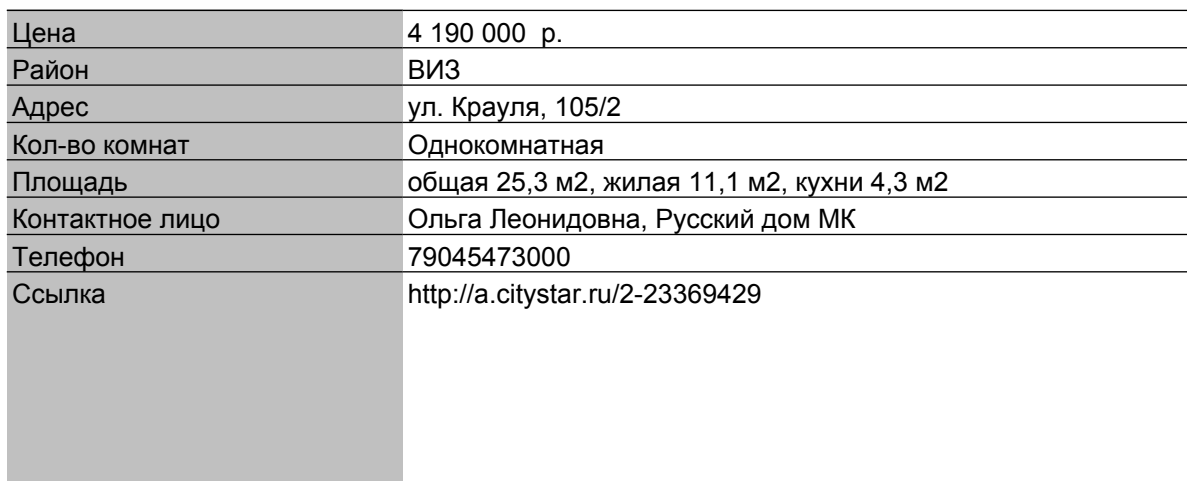 Цена 4 190 000 р.
Район ВИЗ
Адрес ул. Крауля, 105/2
Кол-во комнат Однокомнатная
Площадь общая 25,3 м2, жилая 11,1 м2, кухни 4,3 м2
Контактное лицо Ольга Леонидовна, Русский дом МК
Телефон 79045473000
Ссылка http://a.citystar.ru/2-23369429